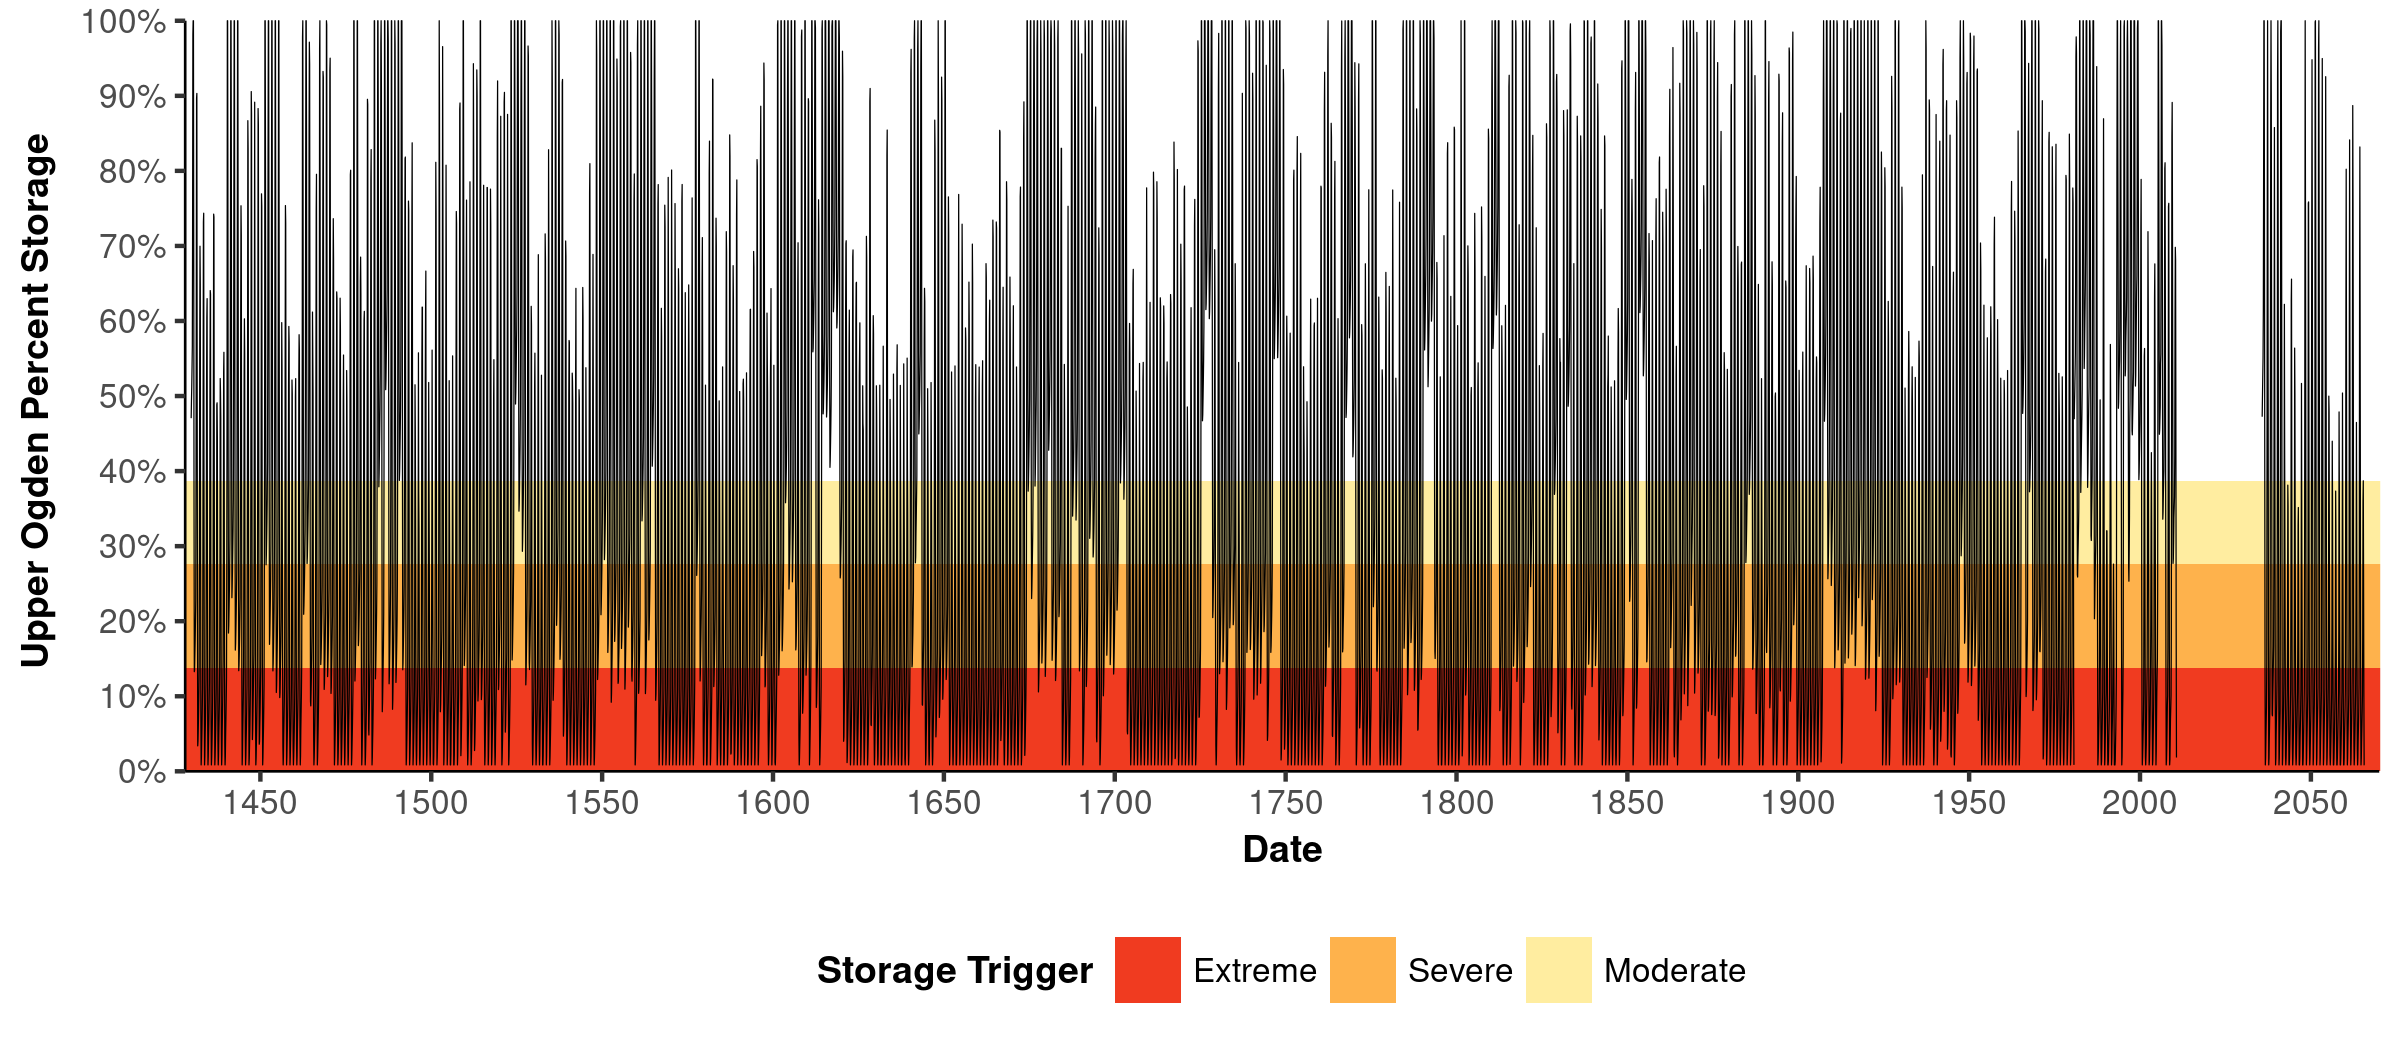 Upper Ogden Percent Storage
100%
90%
80%
70%
60%
50%
40%
30%
20%
10%
0%
1450 1500 1550 1600 1650 1700 1750 1800 1850 1900 1950 2000 2050
Date
Storage Trigger Extreme Severe Moderate